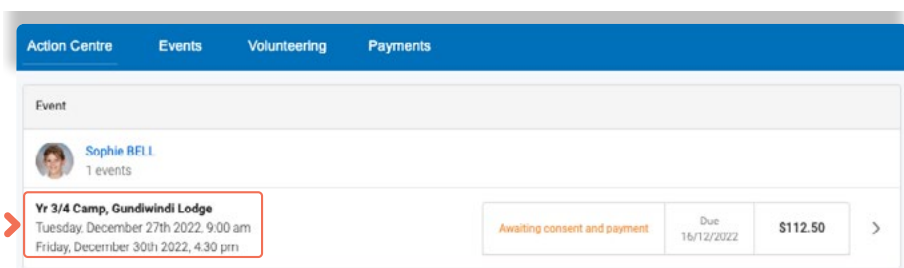 Action Centre Events Volunteering Payments
Event
Sophie BELL
1 events
Yr 3/4 Camp, Gundiwindi Lodge
Tuesday, December 27th 2022, 9:00 am
Friday, December 30th 2022, 4:30 pm
Awaiting consent and payment
Due
16/12/2022
$112.50